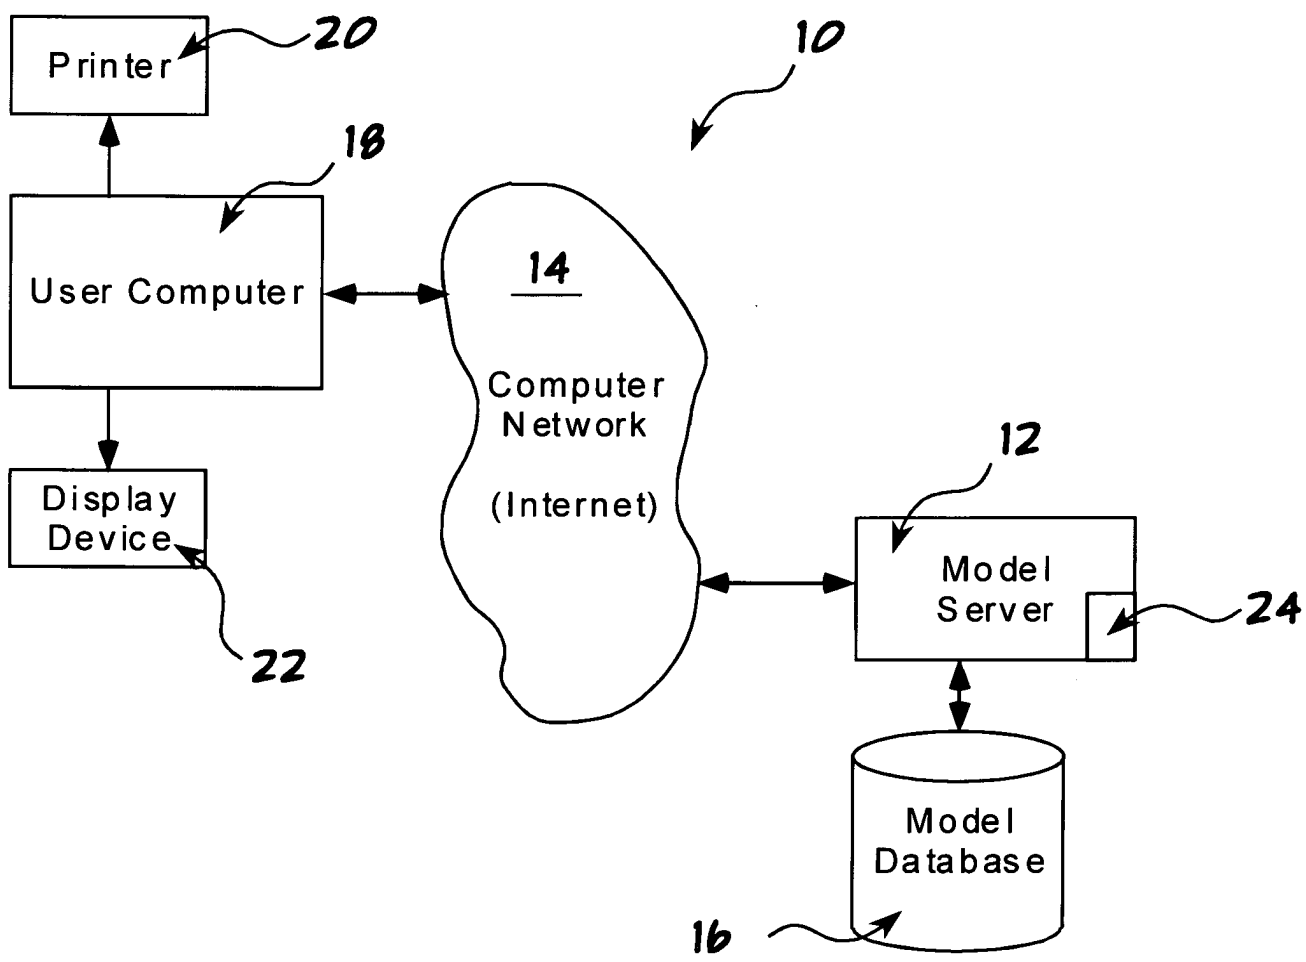 20
Printer
10
18
User Computer
14
Computer
Network
(Internet)
12
Display
Device
Model
Server
24
22
Model
Database
16